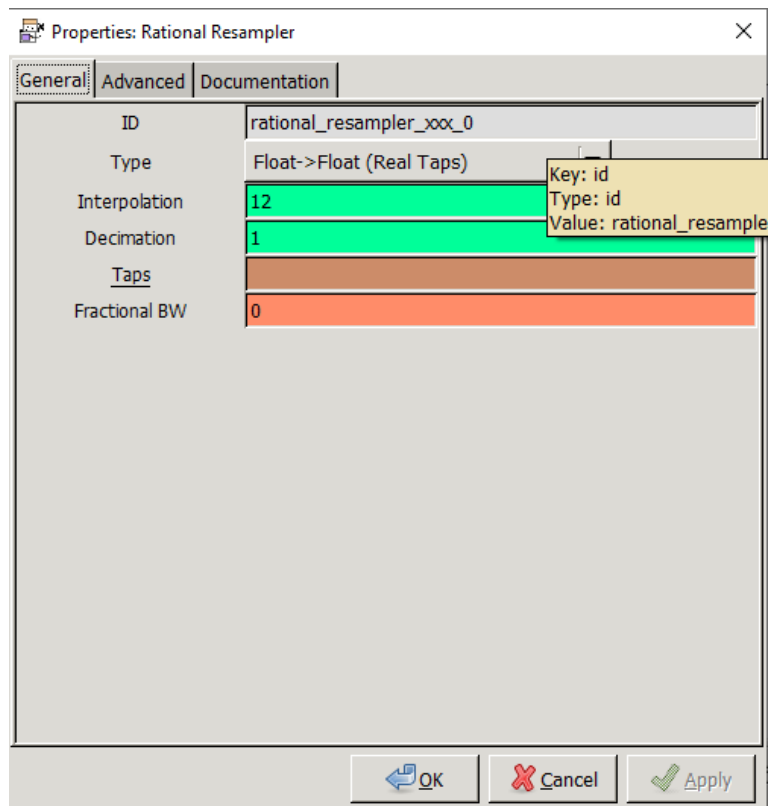 Properties: Rational Resampler
General Advanced Documentation
ID rational_resampler_xxx_0
Type Float->Float (Real Taps)
Key: id
Type: id
Value: rational_resample
Interpolation 12
Decimation 1
Taps
Fractional BW 0
OK Cancel Apply